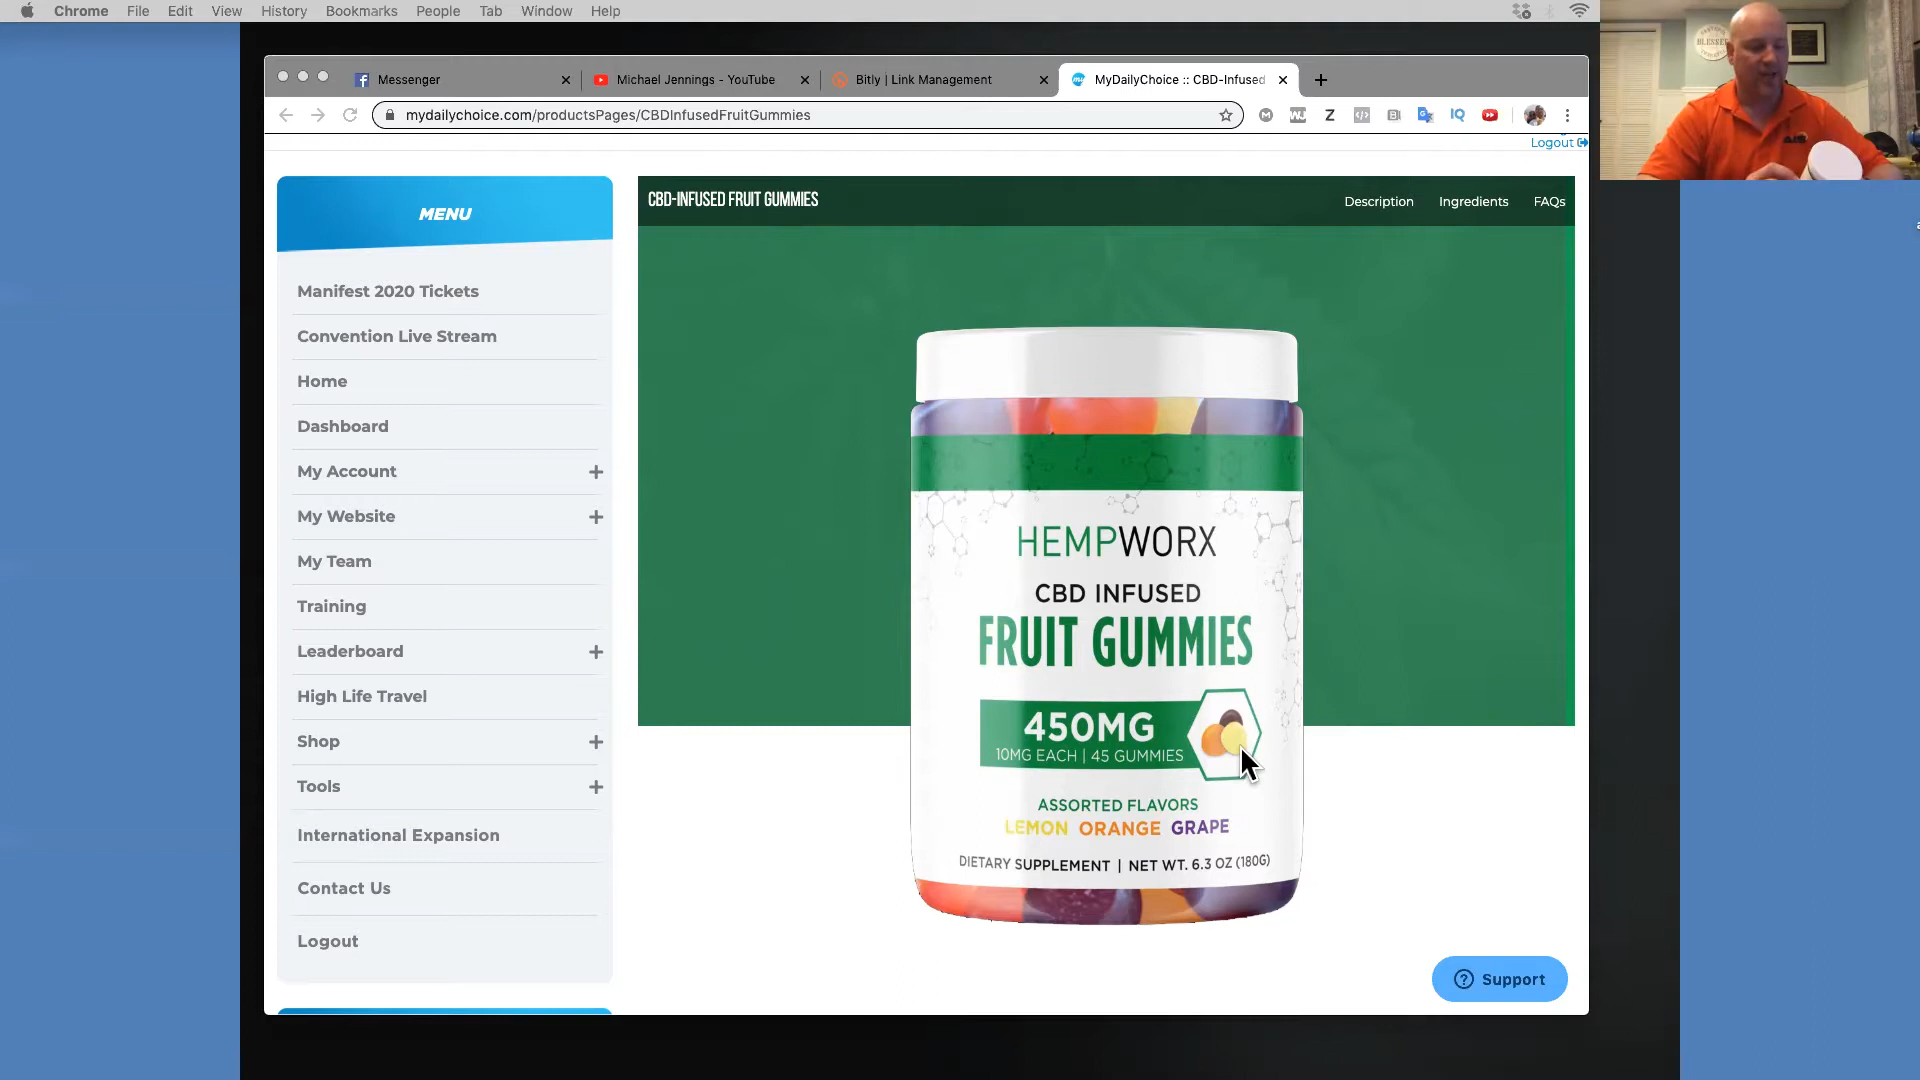 Chrome File Edit View History Bookmarks People Tab Window Help
Messenger
Michael Jennings - YouTube
Bitly | Link Management
MyDailyChoice :: CBD-Infused
mydailychoice.com/productsPages/CBDInfusedFruitGummies
Logout
BLESSED
MENU
Manifest 2020 Tickets
Convention Live Stream
Home
Dashboard
My Account
My Website
My Team
Training
Leaderboard
High Life Travel
Shop
Tools
International Expansion
Contact Us
Logout
CBD-INFUSED FRUIT GUMMIES
Description Ingredients FAQs
HEMPWORX
CBD INFUSED
FRUIT GUMMIES
450MG
10MG EACH | 45 GUMMIES
ASSORTED FLAVORS
LEMON ORANGE GRAPE
DIETARY SUPPLEMENT | NET WT. 6.3 OZ (180G)
Support